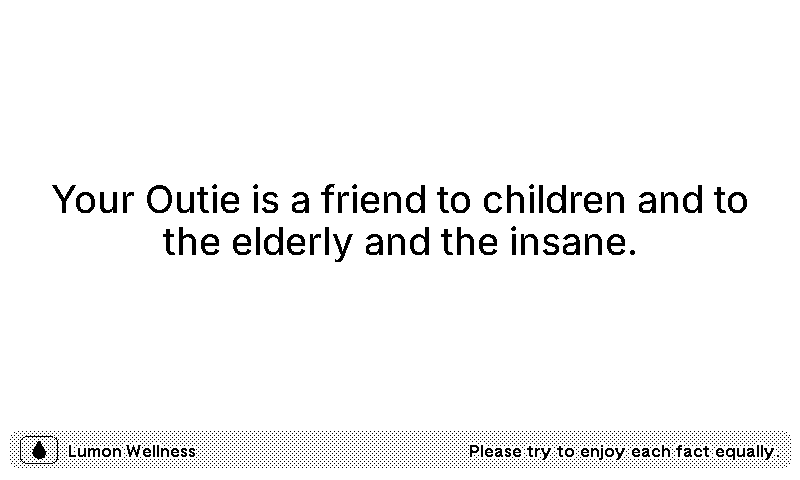 Your Outie is a friend to children and to
the elderly and the insane.
Lumon Wellness
Please try to enjoy each fact equally.